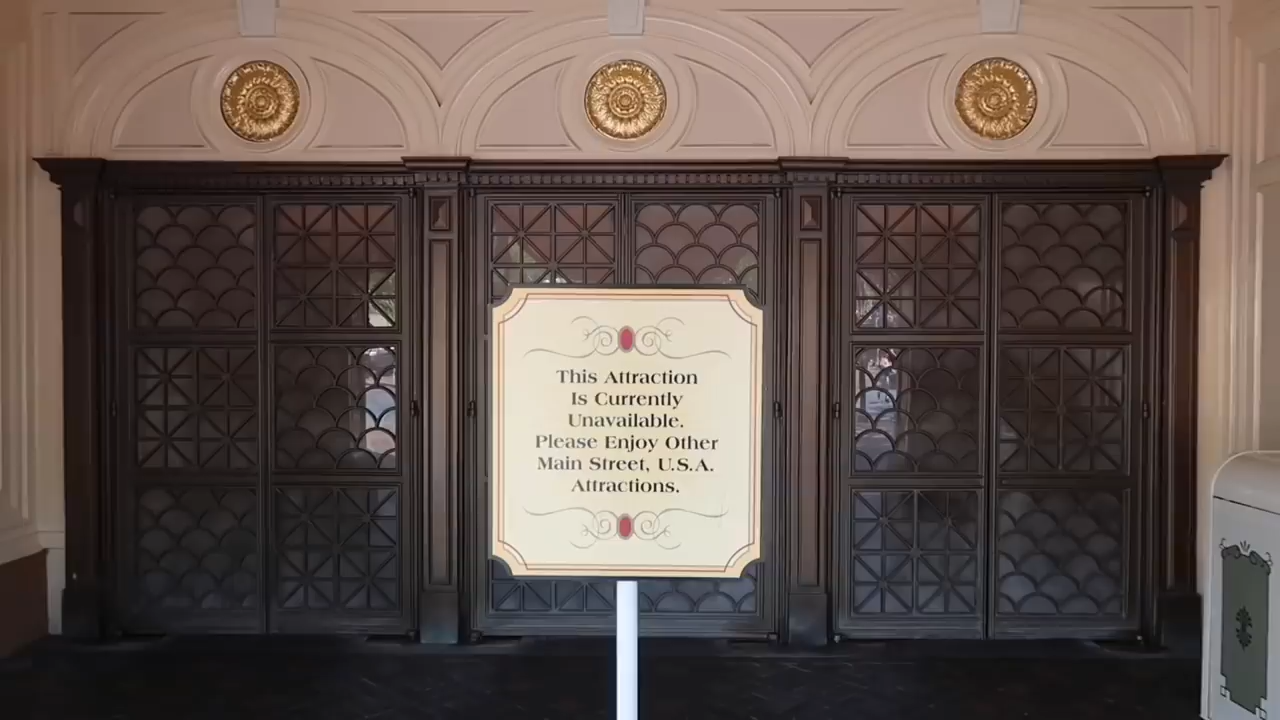 This Attraction
Is Currently
Unavailable.
Please Enjoy Other
Main Street, U.S.A.
Attractions.